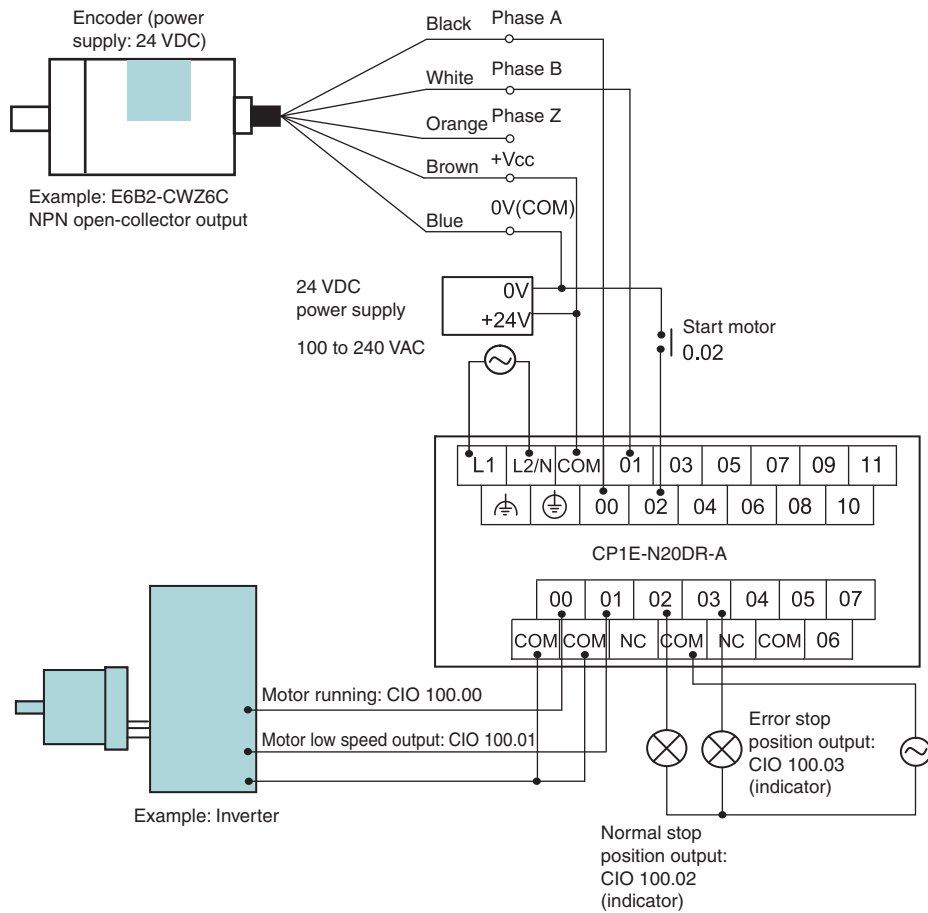 Encoder (power
supply: 24 VDC)
Black
Phase A
White
Phase B
Orange
Phase Z
Brown
+Vcc
Blue
0V(COM)
Example: E6B2-CWZ6C
NPN open-collector output
24 VDC
power supply
0V
+24V
100 to 240 VAC
Start motor
0.02
L1 L2/N COM 01 03 05 07 09 11
00 02 04 06 08 10
CP1E-N20DR-A
00 01 02 03 04 05 07
COM COM NC COM NC COM 06
Motor running: CIO 100.00
Motor low speed output: CIO 100.01
Example: Inverter
Error stop
position output:
CIO 100.03
(indicator)
Normal stop
position output:
CIO 100.02
(indicator)